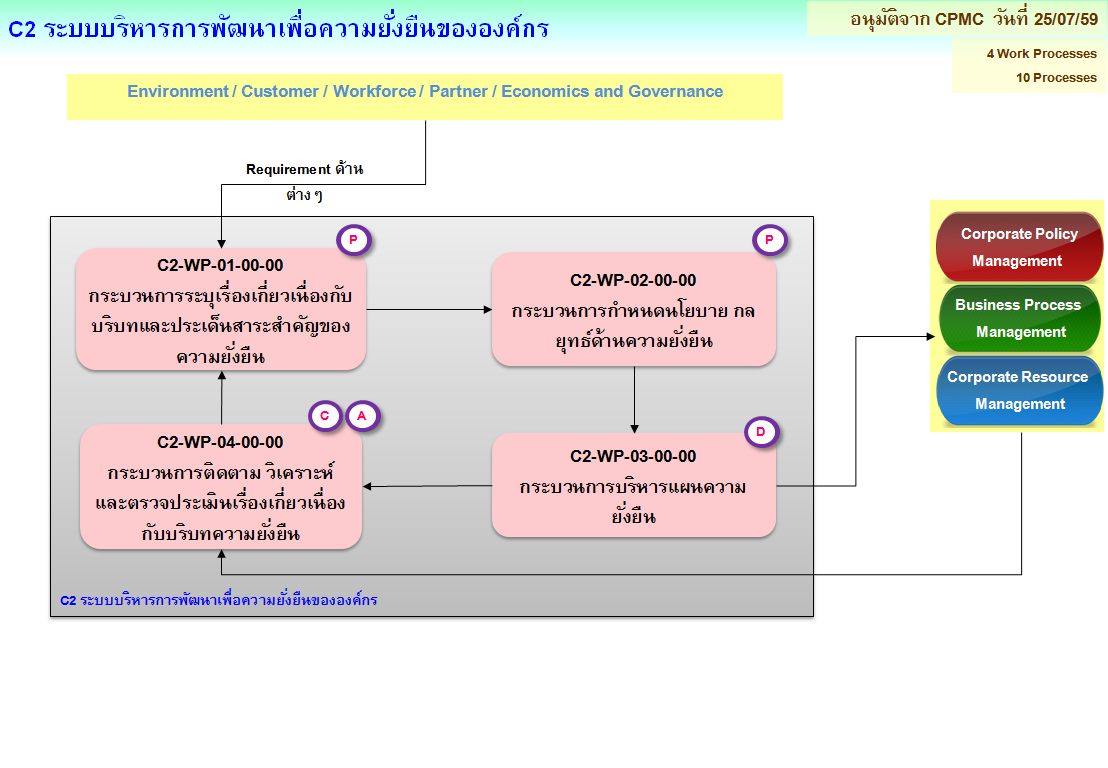 C2 ระบบบริหารการพัฒนาเพื่อความยั่งยืนขององค์กร
อนุมัติจาก CPMC วันที่ 25/07/59
4 Work Processes
10 Processes
Environment / Customer / Workforce / Partner / Economics and Governance
Requirement ด้าน
ต่าง ๆ
P
C2-WP-01-00-00
กระบวนการระบุเรื่องเกี่ยวเนื่องกับ
บริบทและประเด็นสาระสำคัญของ
ความยั่งยืน
P
C2-WP-02-00-00
กระบวนการกำหนดนโยบาย กล
ยุทธ์ด้านความยั่งยืน
Corporate Policy
Management
Business Process
Management
Corporate Resource
Management
C
A
C2-WP-04-00-00
กระบวนการติดตาม วิเคราะห์
และตรวจประเมินเรื่องเกี่ยวเนื่อง
กับบริบทความยั่งยืน
D
C2-WP-03-00-00
กระบวนการบริหารแผนความ
ยั่งยืน
C2 ระบบบริหารการพัฒนาเพื่อความยั่งยืนขององค์กร